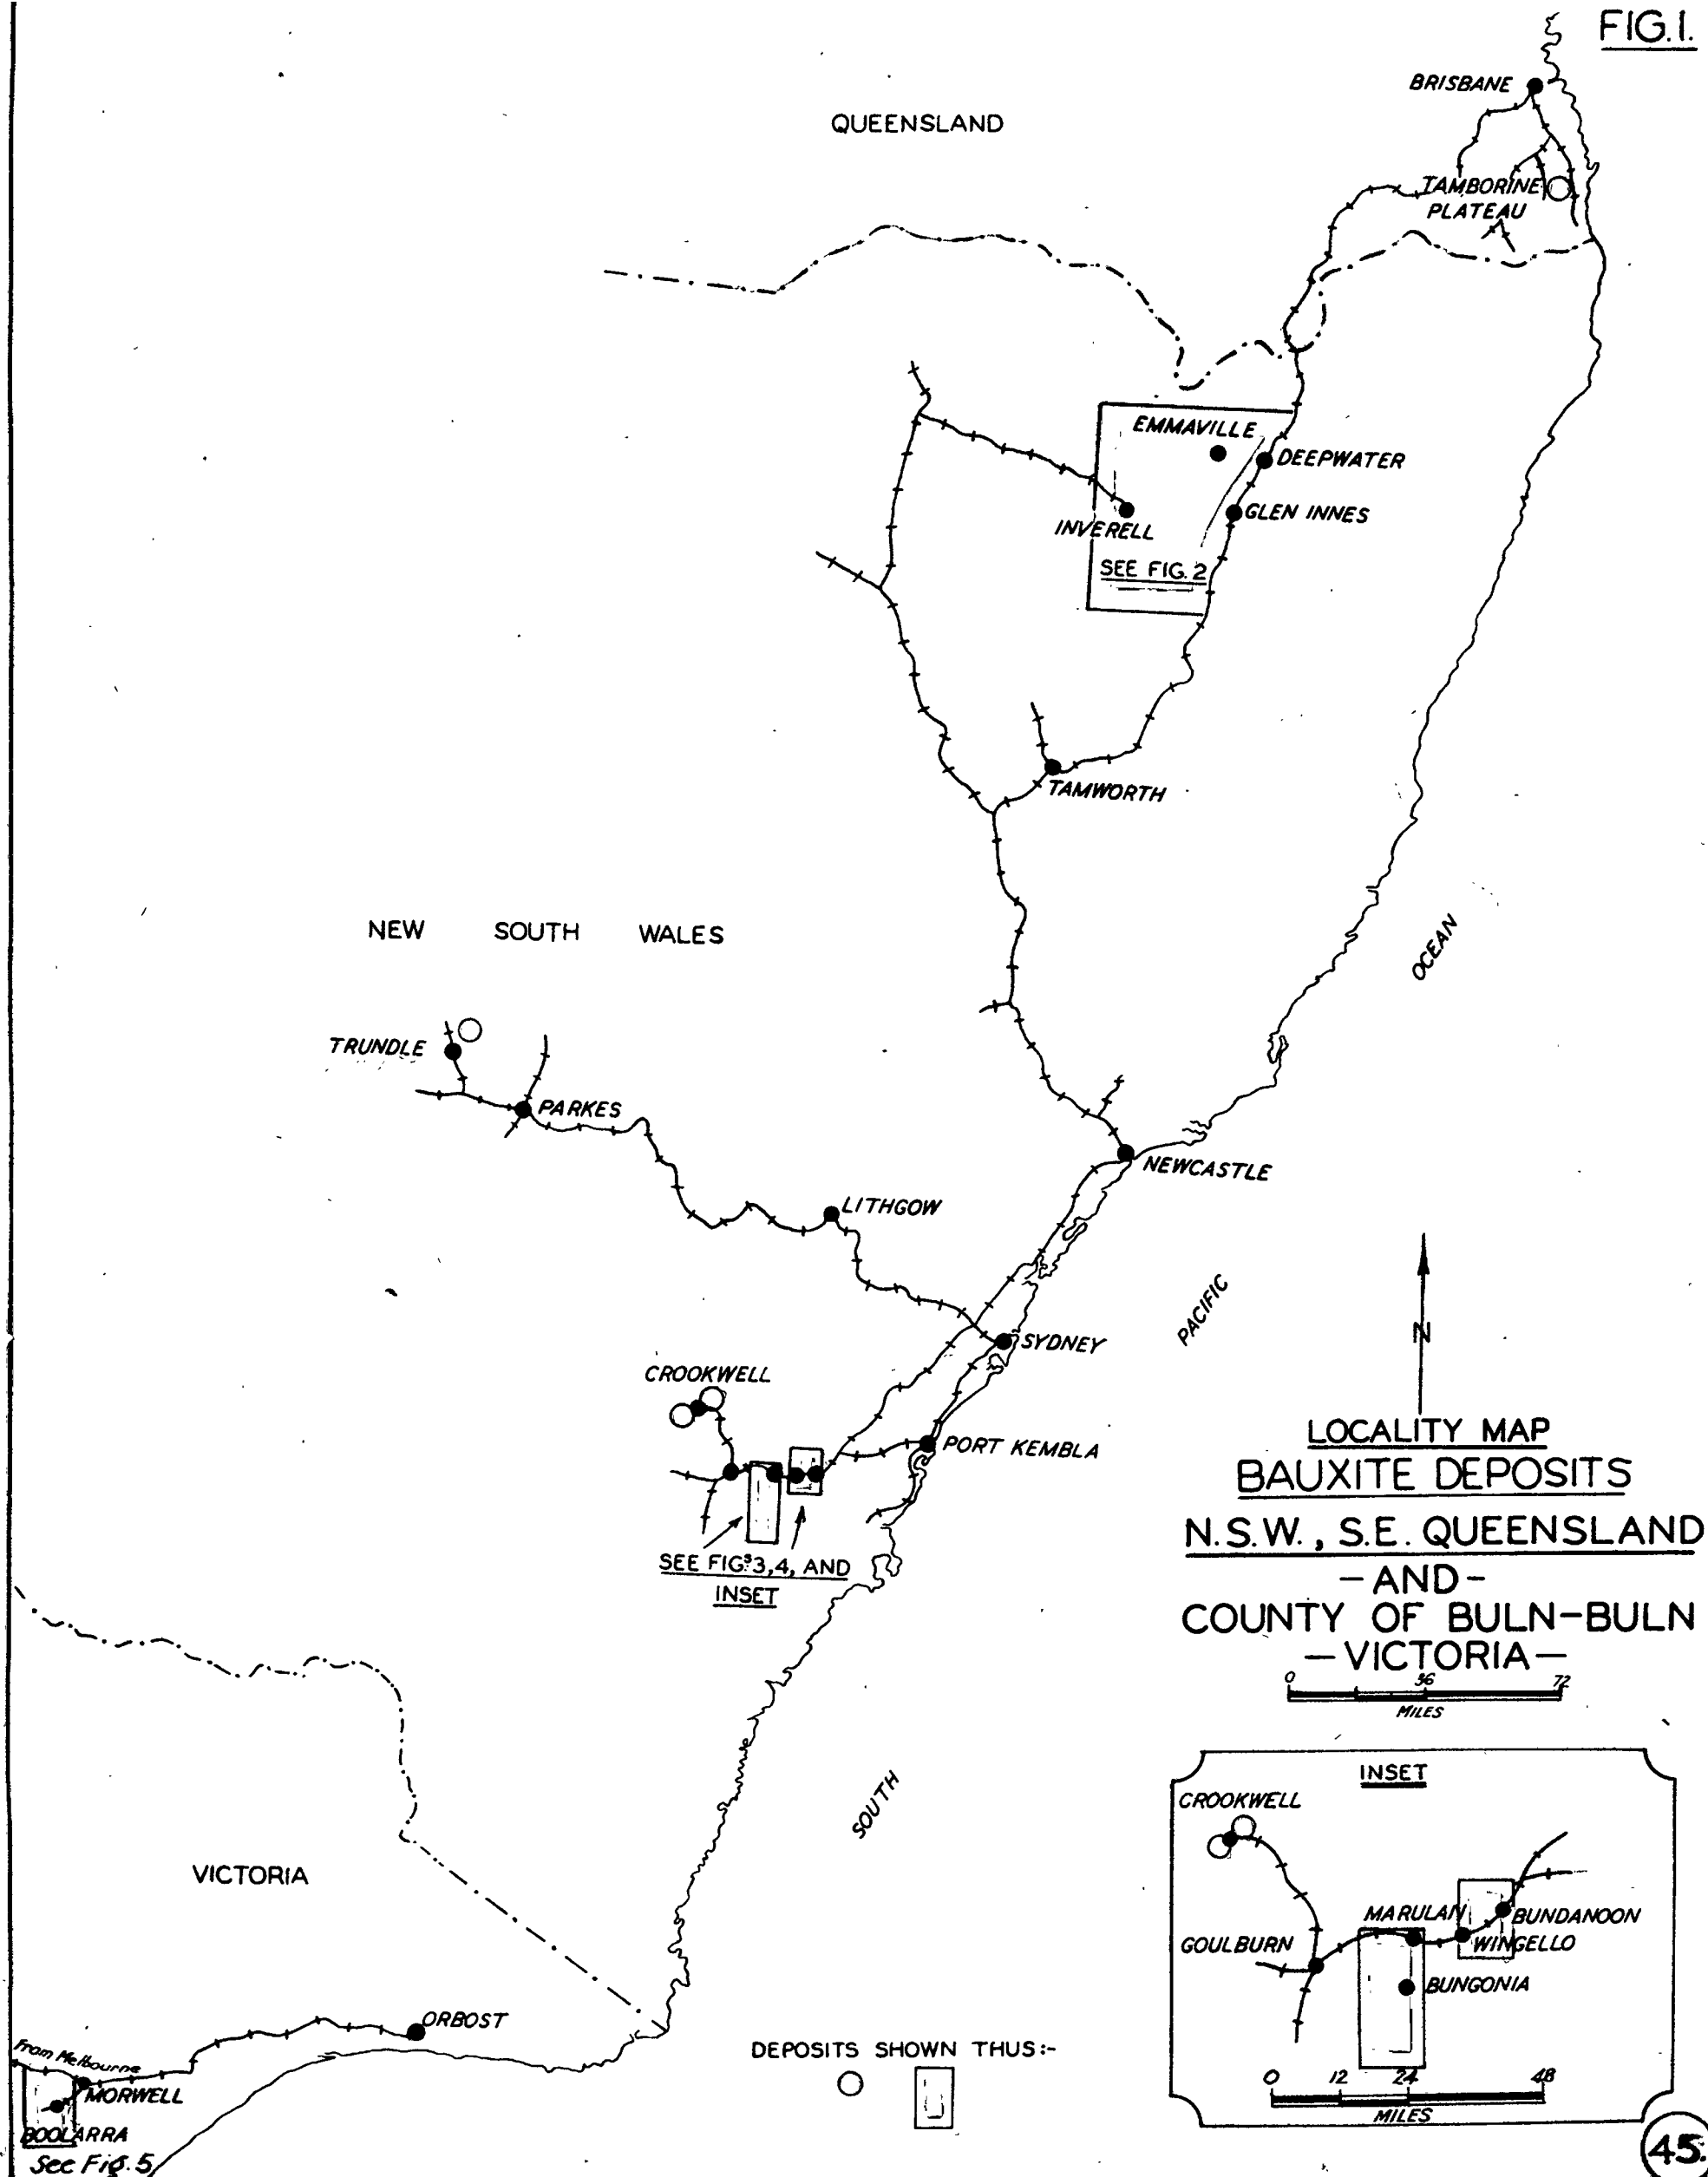 FIG.1.
BRISBANE
QUEENSLAND
TAMBORINE
PLATEAU
EMMAVILLE
DEEPWATER
GLEN INNES
INVERELL
SEE FIG. 2
TAMWORTH
NEW SOUTH WALES
OCEAN
TRUNDLE
PARKES
NEWCASTLE
LITHGOW
PACIFIC
N
SYDNEY
CROOKWELL
PORT KEMBLA
SEE FIGS 3,4, AND
INSET
LOCALITY MAP
BAUXITE DEPOSITS
N.S.W., S.E. QUEENSLAND
- AND -
COUNTY OF BULN-BULN
- VICTORIA -
0 36 72
MILES
SOUTH
VICTORIA
ORBOST
From Melbourne
MORWELL
BOOLARRA
See Fig. 5
DEPOSITS SHOWN THUS:-
INSET
CROOKWELL
MARULAN
BUNDANOON
GOULBURN
WINGELLO
BUNGONIA
0 12 24 48
MILES
45.